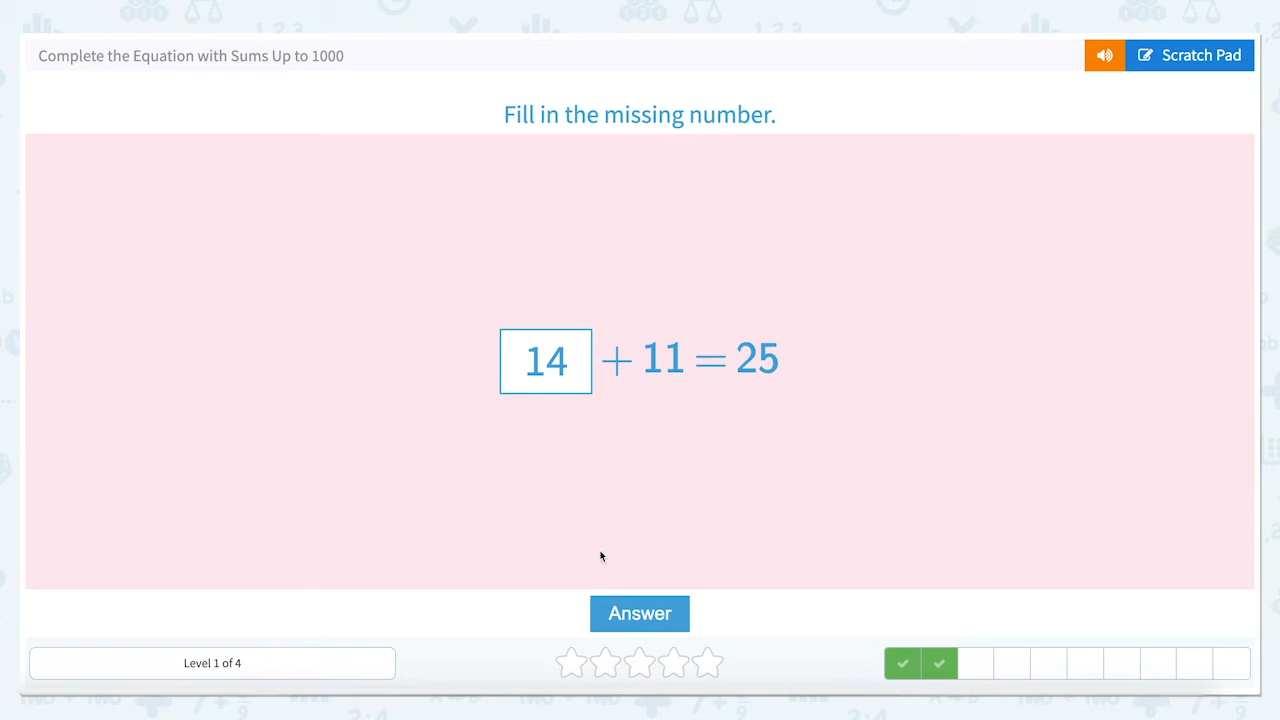 Complete the Equation with Sums Up to 1000
Scratch Pad
Fill in the missing number.
14 + 11 = 25
Answer
Level 1 of 4